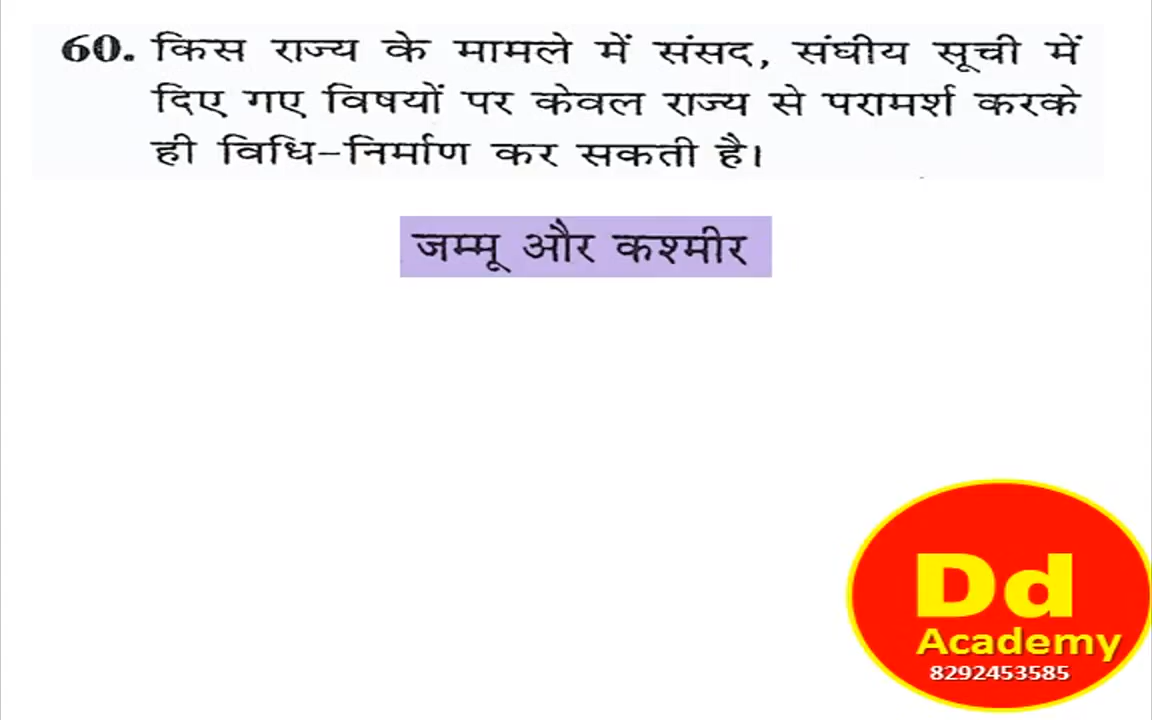 60. किस राज्य के मामले में संसद, संघीय सूची में
दिए गए विषयों पर केवल राज्य से परामर्श करके
ही विधि-निर्माण कर सकती है।
जम्मू और कश्मीर
Dd
Academy
8292453585